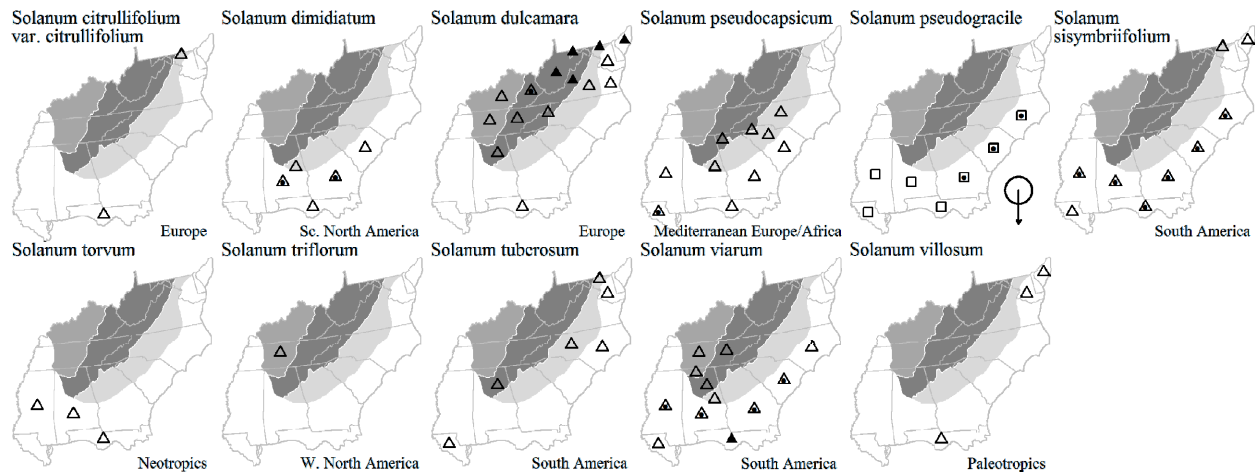 Solanum citrullifolium
var. citrullifolium
Europe
Solanum dimidiatum
Sc. North America
Solanum dulcamara
Europe
Solanum pseudocapsicum
Mediterranean Europe/Africa
Solanum pseudogracile
Solanum
sisymbriifolium
South America
Solanum torvum
Neotropics
Solanum triflorum
W. North America
Solanum tuberosum
South America
Solanum viarum
South America
Solanum villosum
Paleotropics